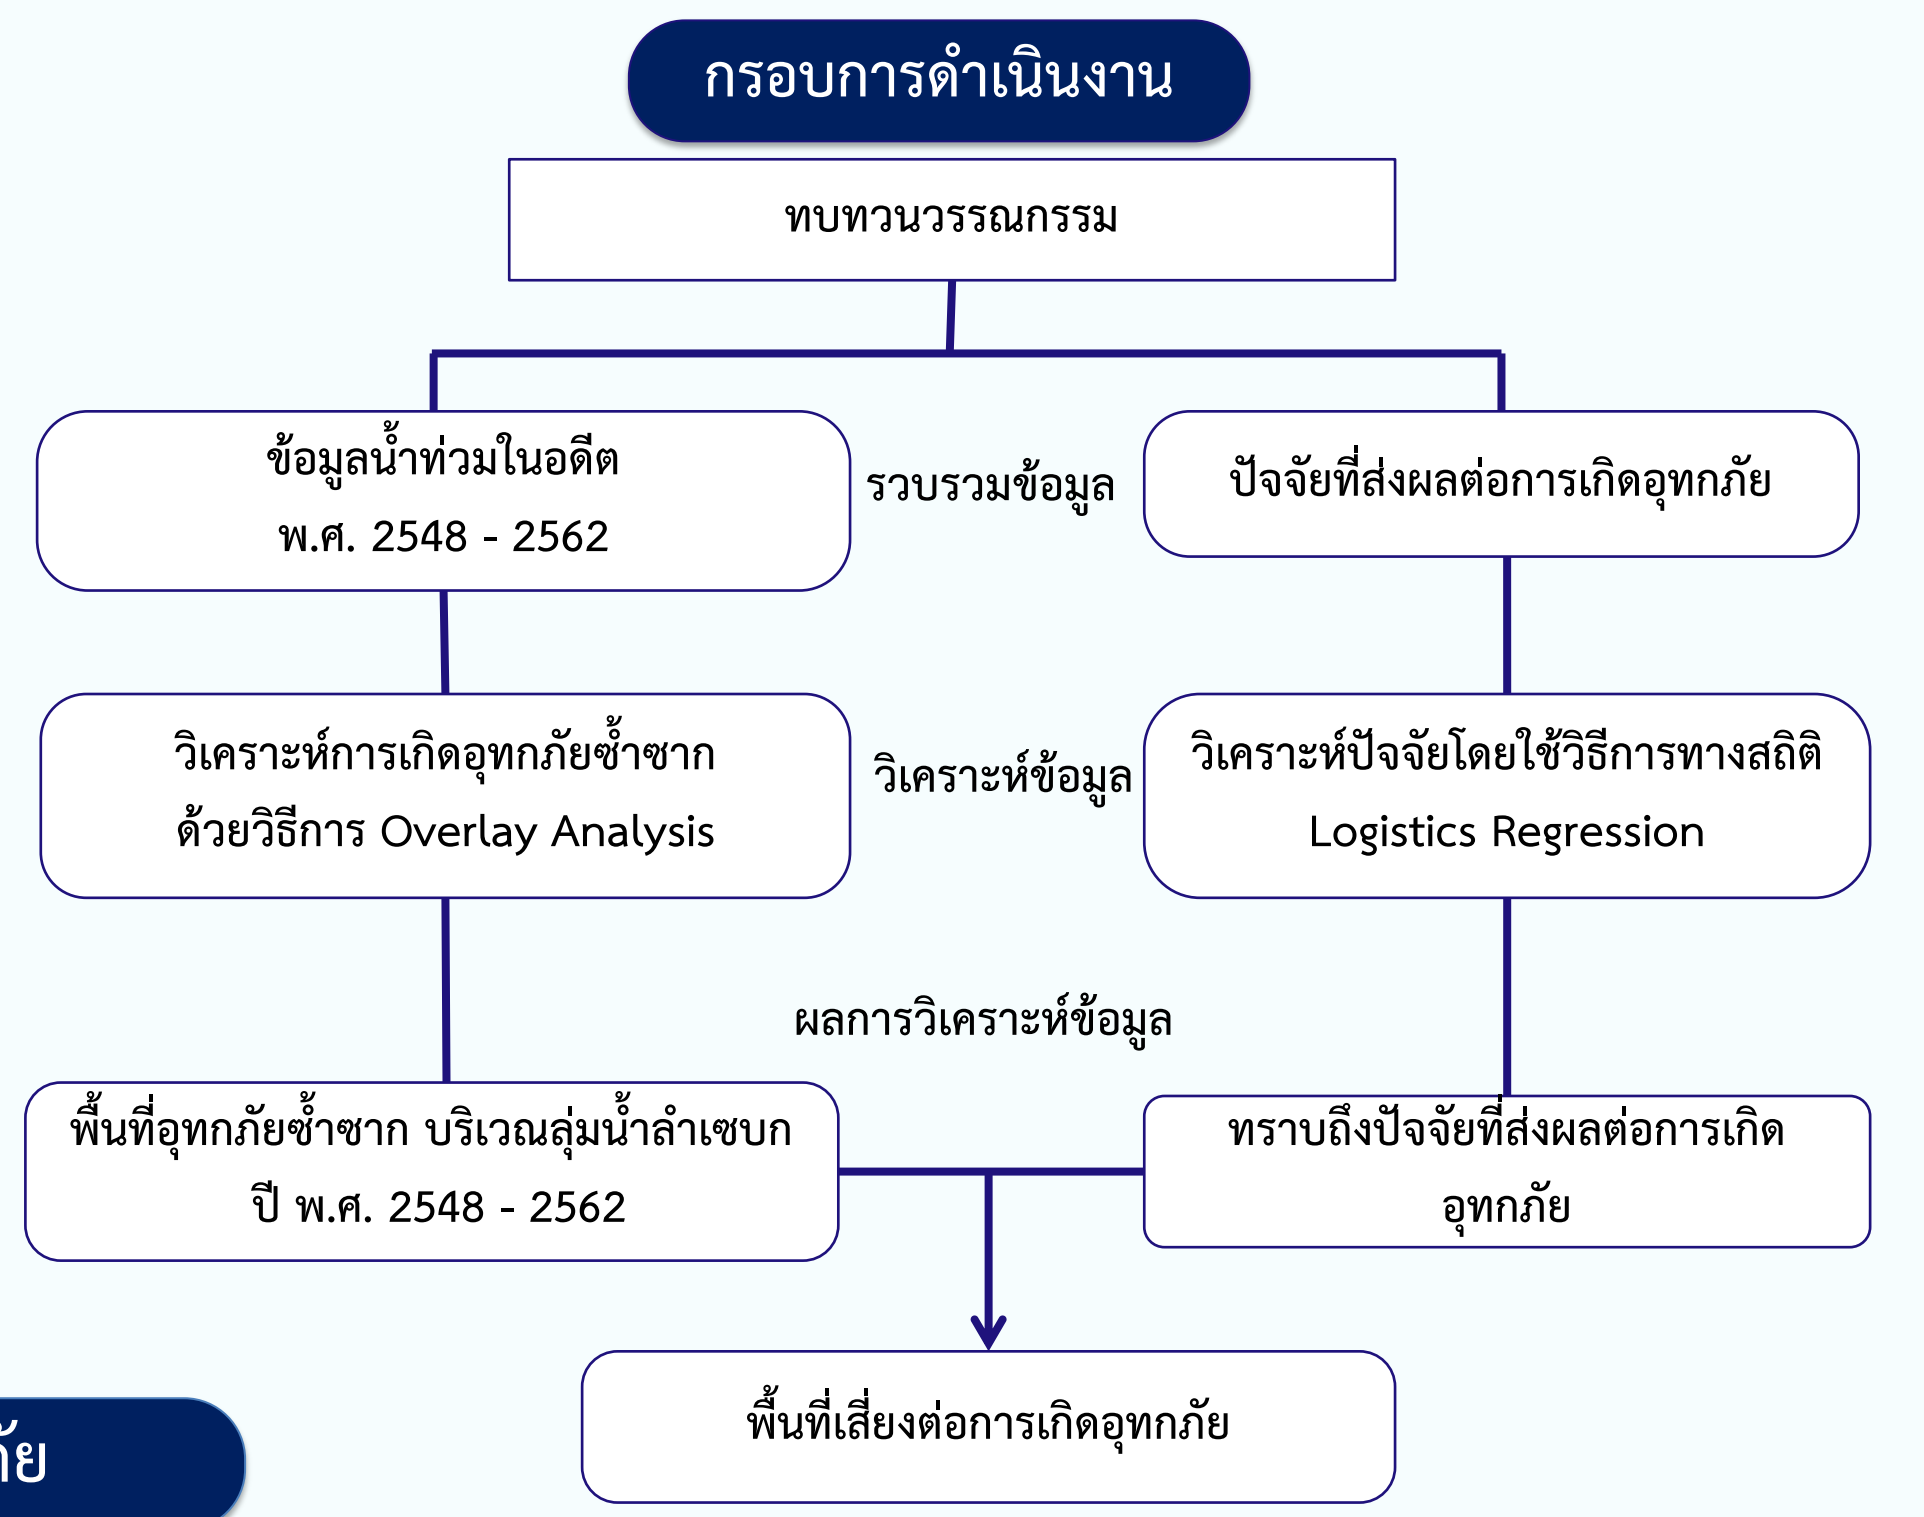 กรอบการดำเนินงาน
ทบทวนวรรณกรรม
ข้อมูลน้ำท่วมในอดีต
พ.ศ. 2548 - 2562
รวบรวมข้อมูล
ปัจจัยที่ส่งผลต่อการเกิดอุทกภัย
วิเคราะห์การเกิดอุทกภัยซ้ำซาก
ด้วยวิธีการ Overlay Analysis
วิเคราะห์ข้อมูล
วิเคราะห์ปัจจัยโดยใช้วิธีการทางสถิติ
Logistics Regression
ผลการวิเคราะห์ข้อมูล
พื้นที่อุทกภัยซ้ำซาก บริเวณลุ่มน้ำลำเซบก
ปี พ.ศ. 2548 - 2562
ทราบถึงปัจจัยที่ส่งผลต่อการเกิด
อุทกภัย
พื้นที่เสี่ยงต่อการเกิดอุทกภัย